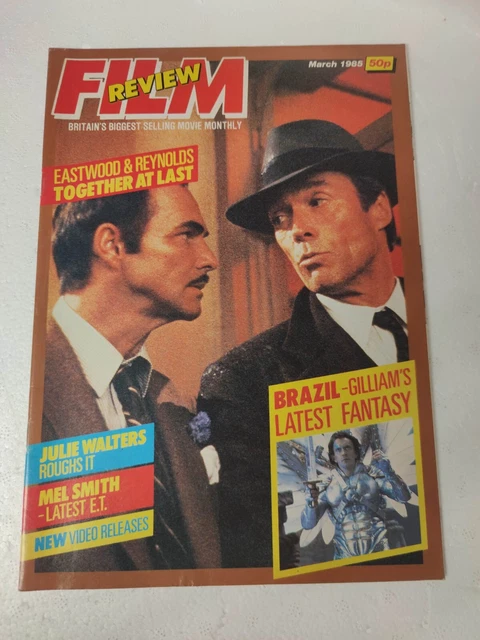 FILM
REVIEW
March 1985 50p
BRITAIN'S BIGGEST SELLING MOVIE MONTHLY
EASTWOOD & REYNOLDS
TOGETHER AT LAST
BRAZIL -GILLIAM'S
LATEST FANTASY
JULIE WALTERS
ROUGHS IT
MEL SMITH
-LATEST E.T.
NEW VIDEO RELEASES